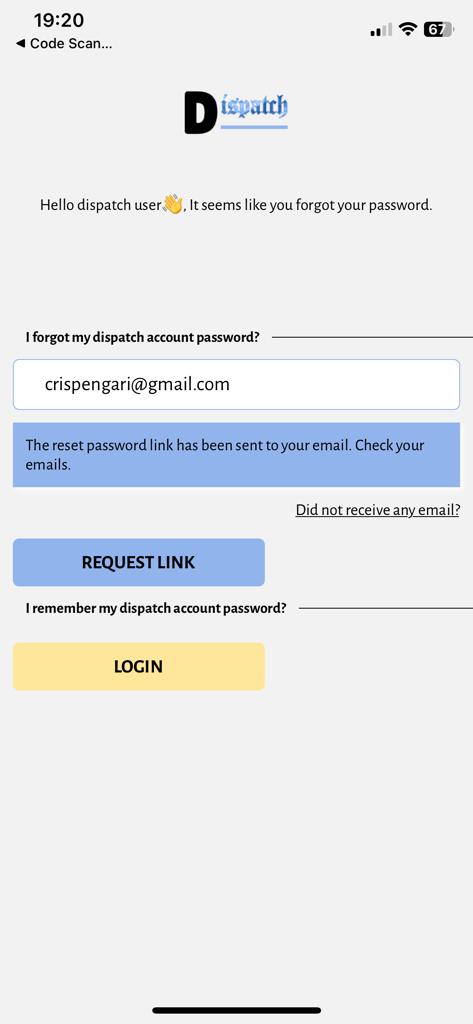 19:20
67
◀ Code Scan...
Dispatch
Hello dispatch user👋, It seems like you forgot your password.
I forgot my dispatch account password?
crispengari@gmail.com
The reset password link has been sent to your email. Check your
emails.
Did not receive any email?
REQUEST LINK
I remember my dispatch account password?
LOGIN